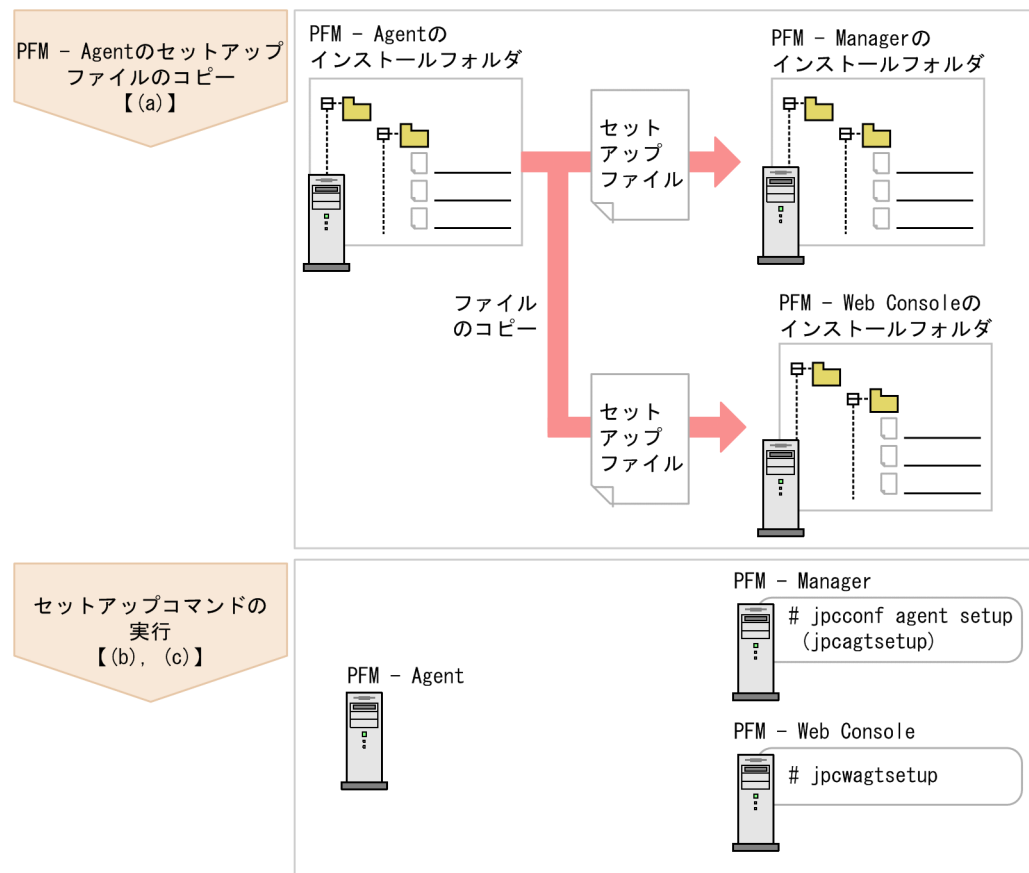 PFM - Agentのセットアップ
ファイルのコピー
【(a)】
PFM - Agentの
インストールフォルダ
セット
アップ
ファイル
PFM - Managerの
インストールフォルダ
ファイル
のコピー
PFM - Web Consoleの
インストールフォルダ
セット
アップ
ファイル
セットアップコマンドの
実行
【(b), (c)】
PFM - Agent
PFM - Manager
# jpcconf agent setup
(jpcagtsetup)
PFM - Web Console
# jpcwagtsetup